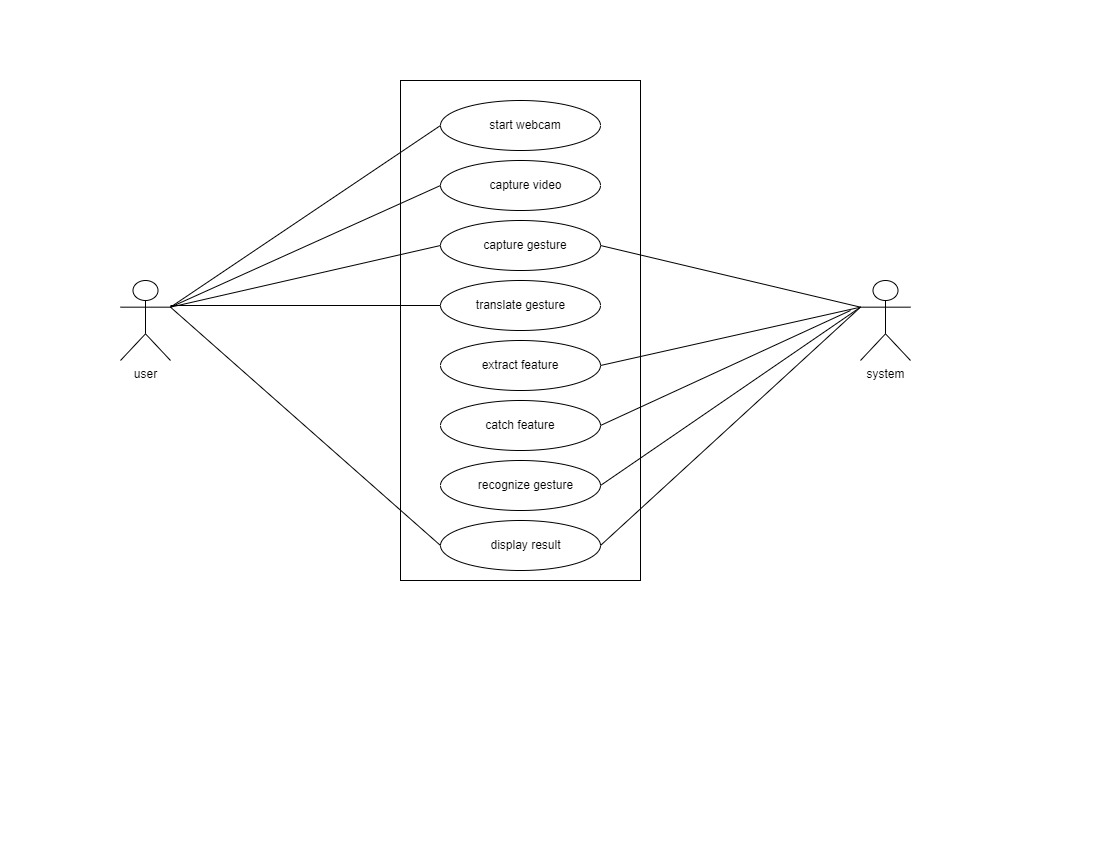 start webcam
capture video
capture gesture
translate gesture
extract feature
catch feature
recognize gesture
display result
user
system